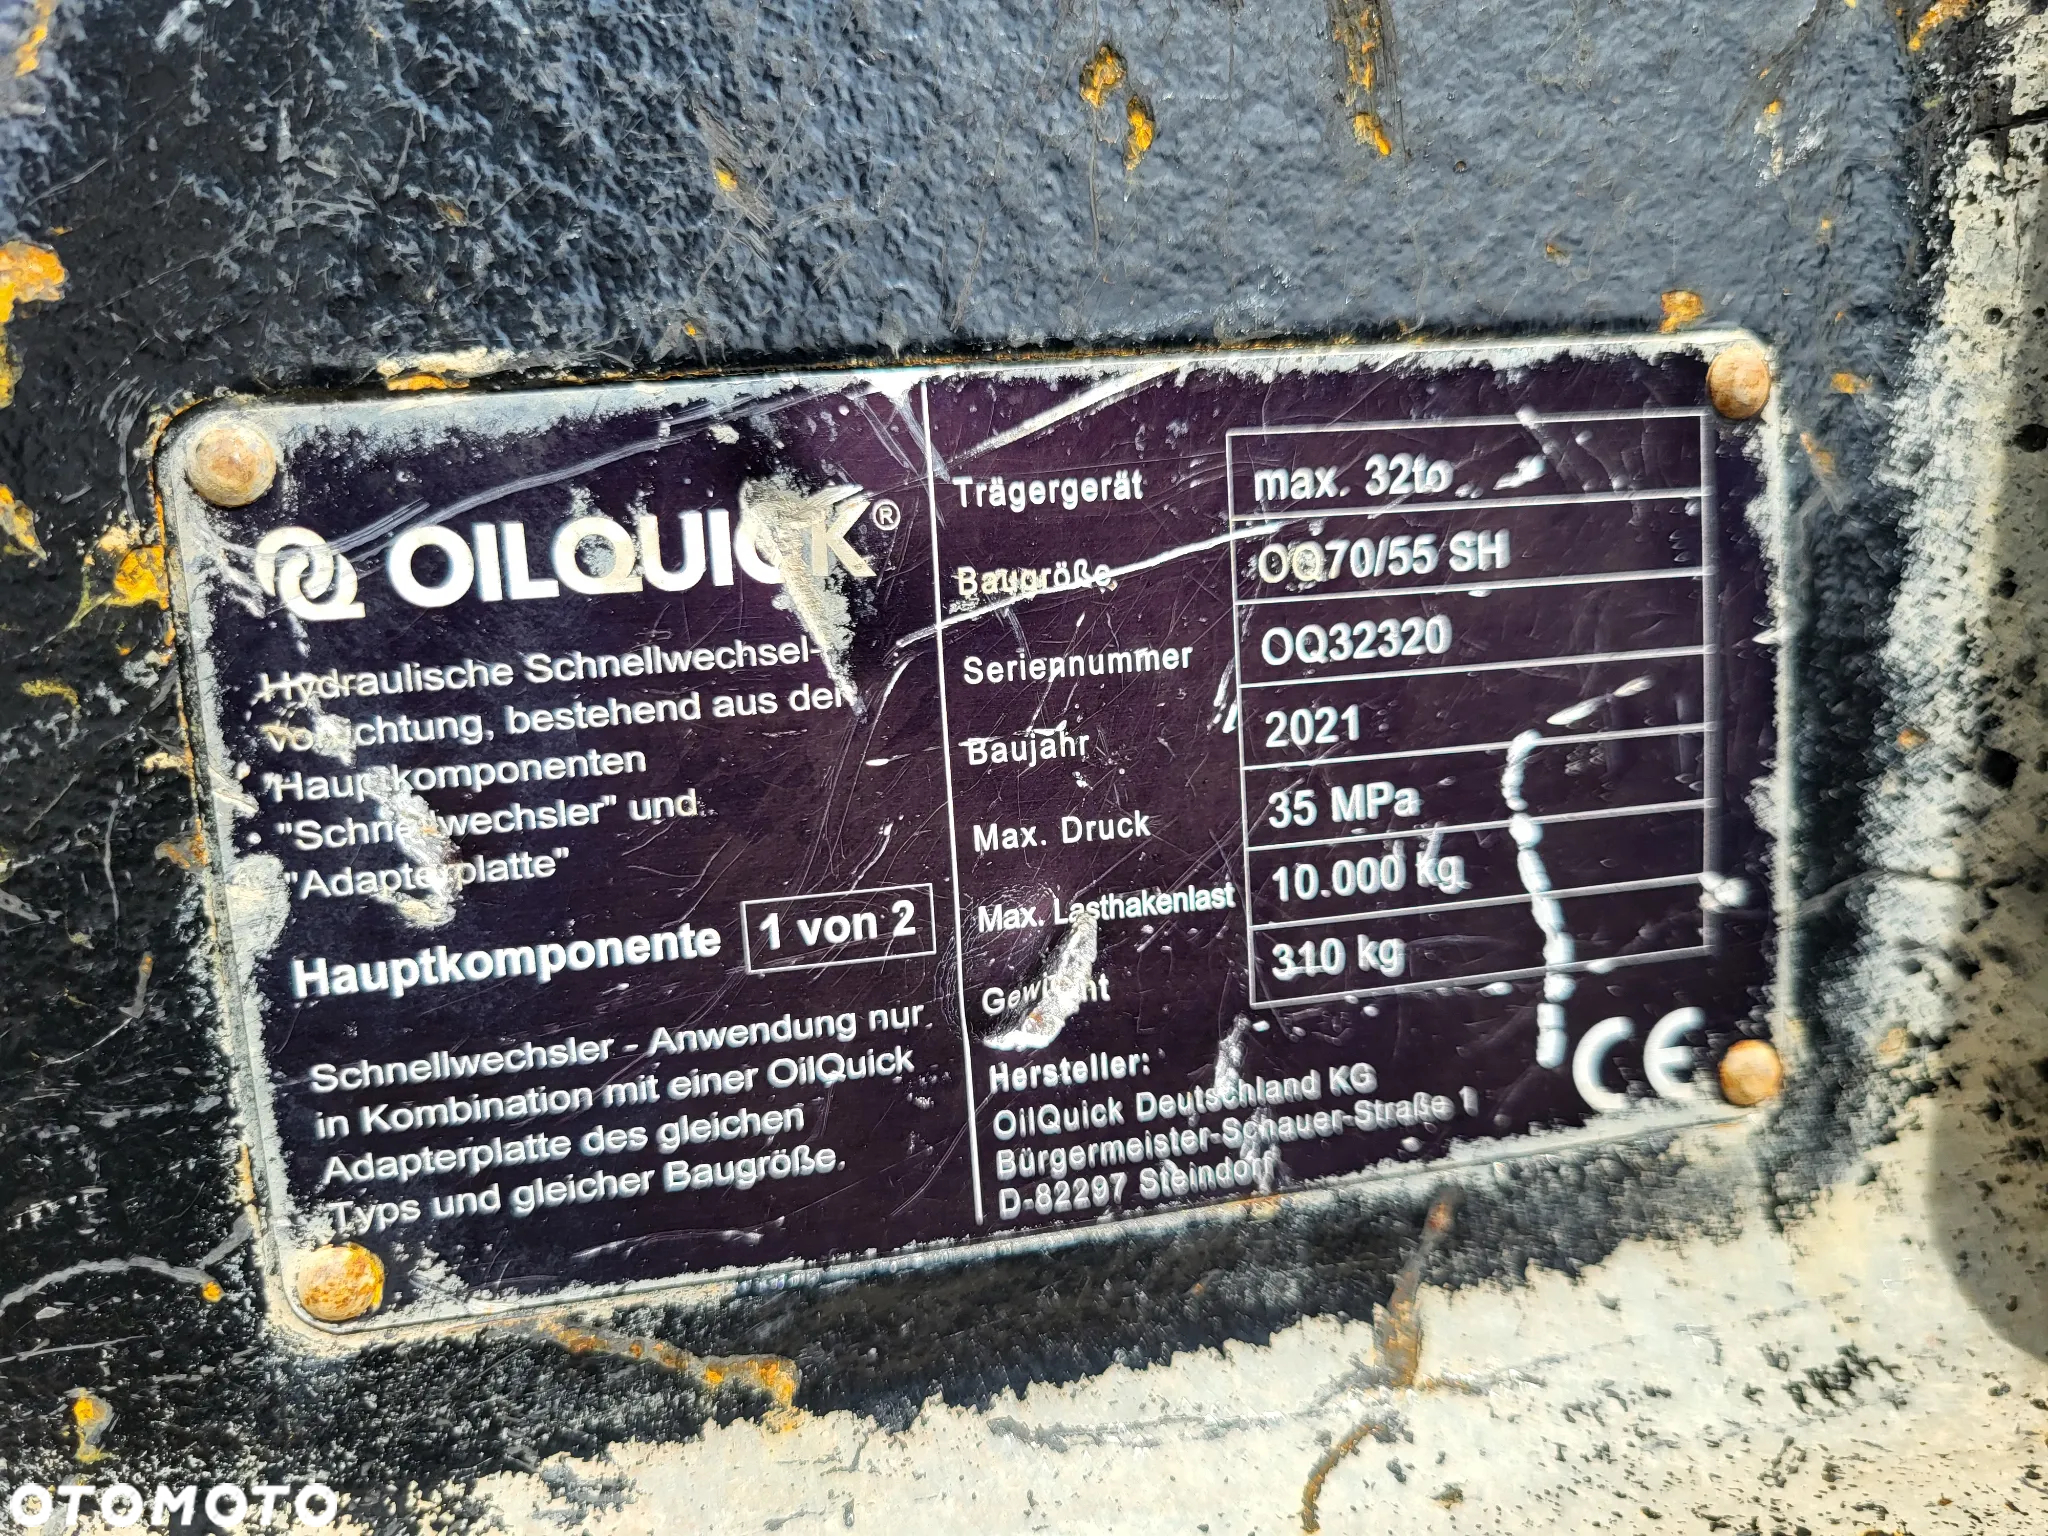 OILQUICK®
Hydraulische Schnellwechsel-
vorrichtung, bestehend aus den
"Hauptkomponenten
"Schnellwechsler" und
"Adapterplatte"
Hauptkomponente 1 von 2
Schnellwechsler - Anwendung nur
in Kombination mit einer OilQuick
Adapterplatte des gleichen
Typs und gleicher Baugröße.
Trägergerät max. 32to
Baugröße OQ70/55 SH
Seriennummer OQ32320
Baujahr 2021
Max. Druck 35 MPa
Max. Lasthakenlast 10.000 kg
Gewicht 310 kg
Hersteller:
OilQuick Deutschland KG
Bürgermeister-Schauer-Straße 1
D-82297 Steindorf
CE
OTOMOTO